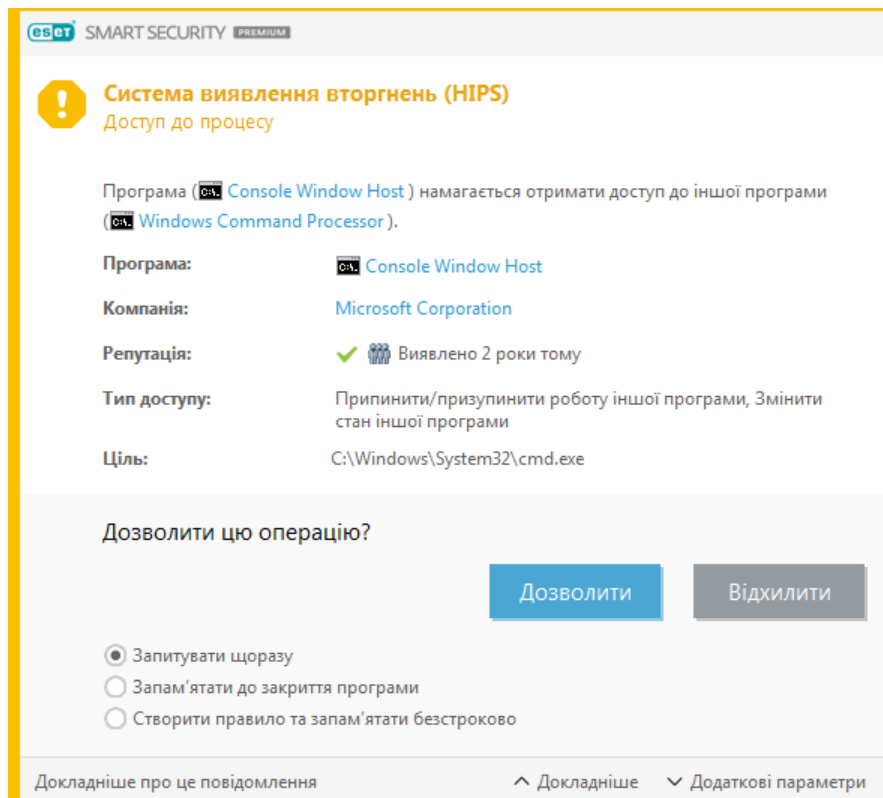 eset SMART SECURITY PREMIUM
Система виявлення вторгнень (HIPS)
Доступ до процесу
Програма ( Console Window Host ) намагається отримати доступ до іншої програми
( Windows Command Processor ).
Програма: Console Window Host
Компанія: Microsoft Corporation
Репутація: Виявлено 2 роки тому
Тип доступу: Припинити/призупинити роботу іншої програми, Змінити
стан іншої програми
Ціль: C:\Windows\System32\cmd.exe
Дозволити цю операцію?
Дозволити Відхилити
Запитувати щоразу
Запам’ятати до закриття програми
Створити правило та запам’ятати безстроково
Докладніше про це повідомлення Докладніше Додаткові параметри